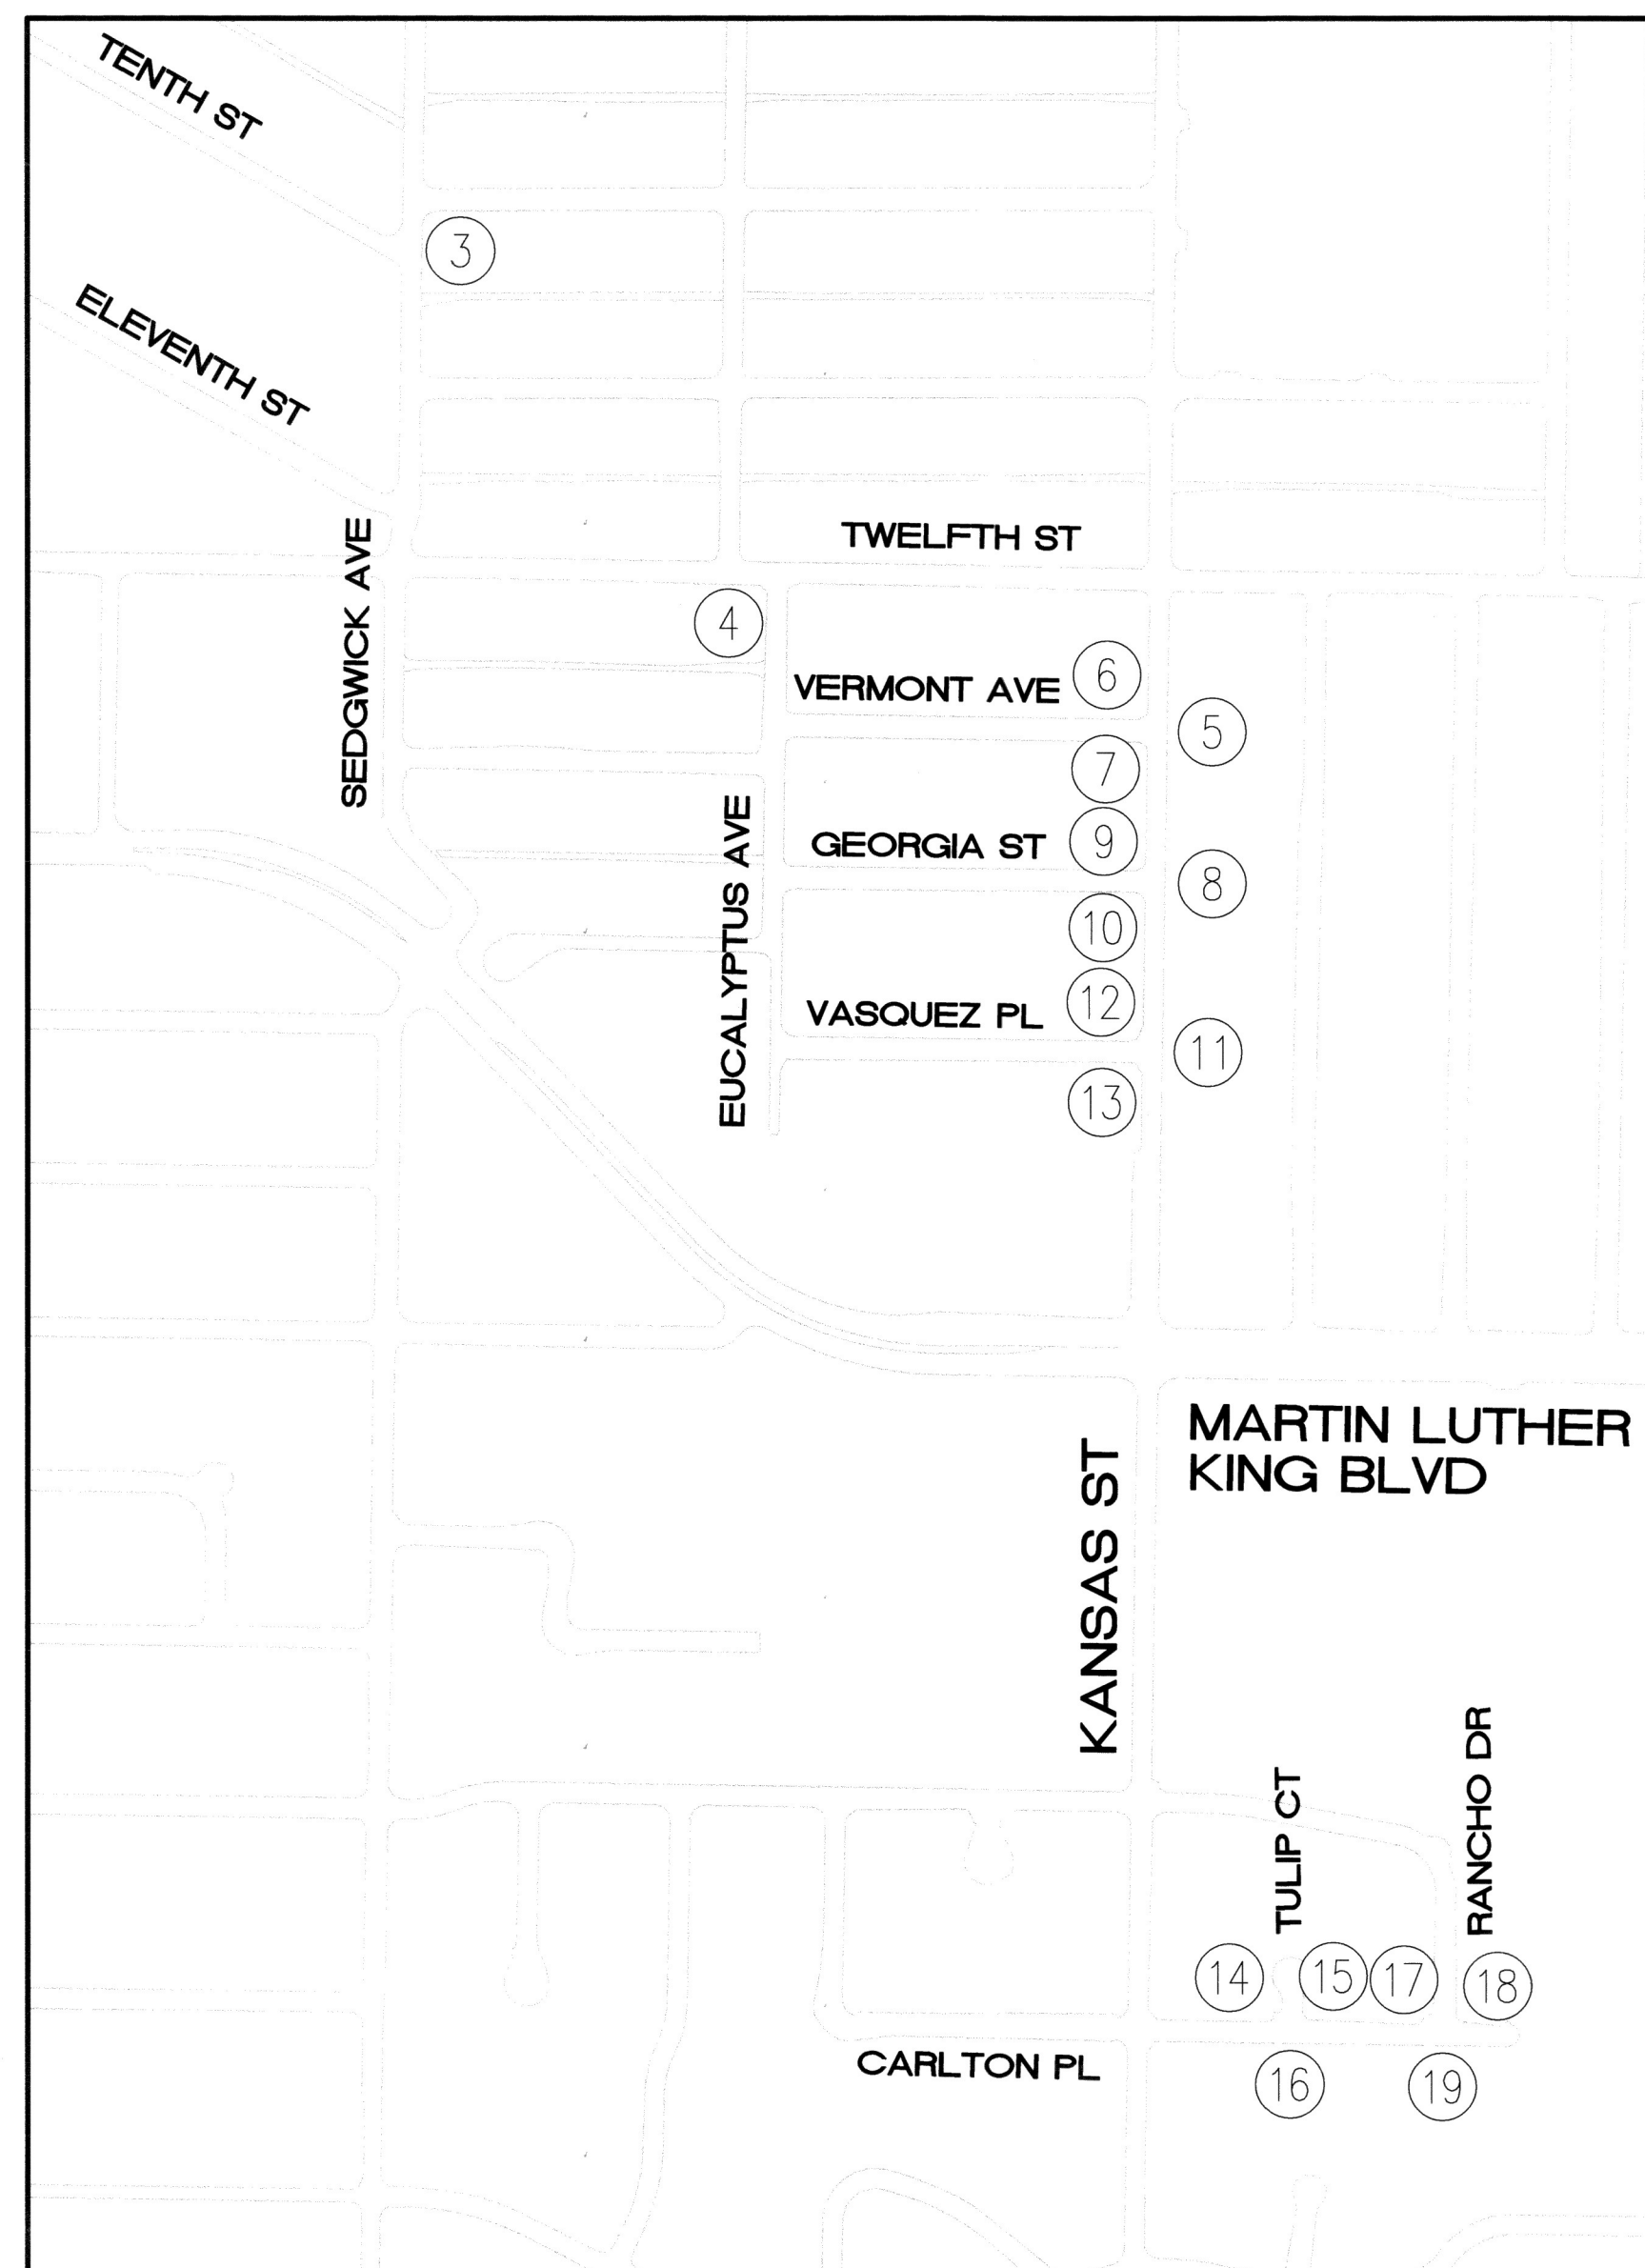 TENTH ST
3
ELEVENTH ST
SEDGWICK AVE
TWELFTH ST
4
VERMONT AVE
6
5
7
EUCALYPTUS AVE
GEORGIA ST
9
8
10
VASQUEZ PL
12
11
13
MARTIN LUTHER
KING BLVD
KANSAS ST
RANCHO DR
TULIP CT
14
15
17
18
CARLTON PL
16
19